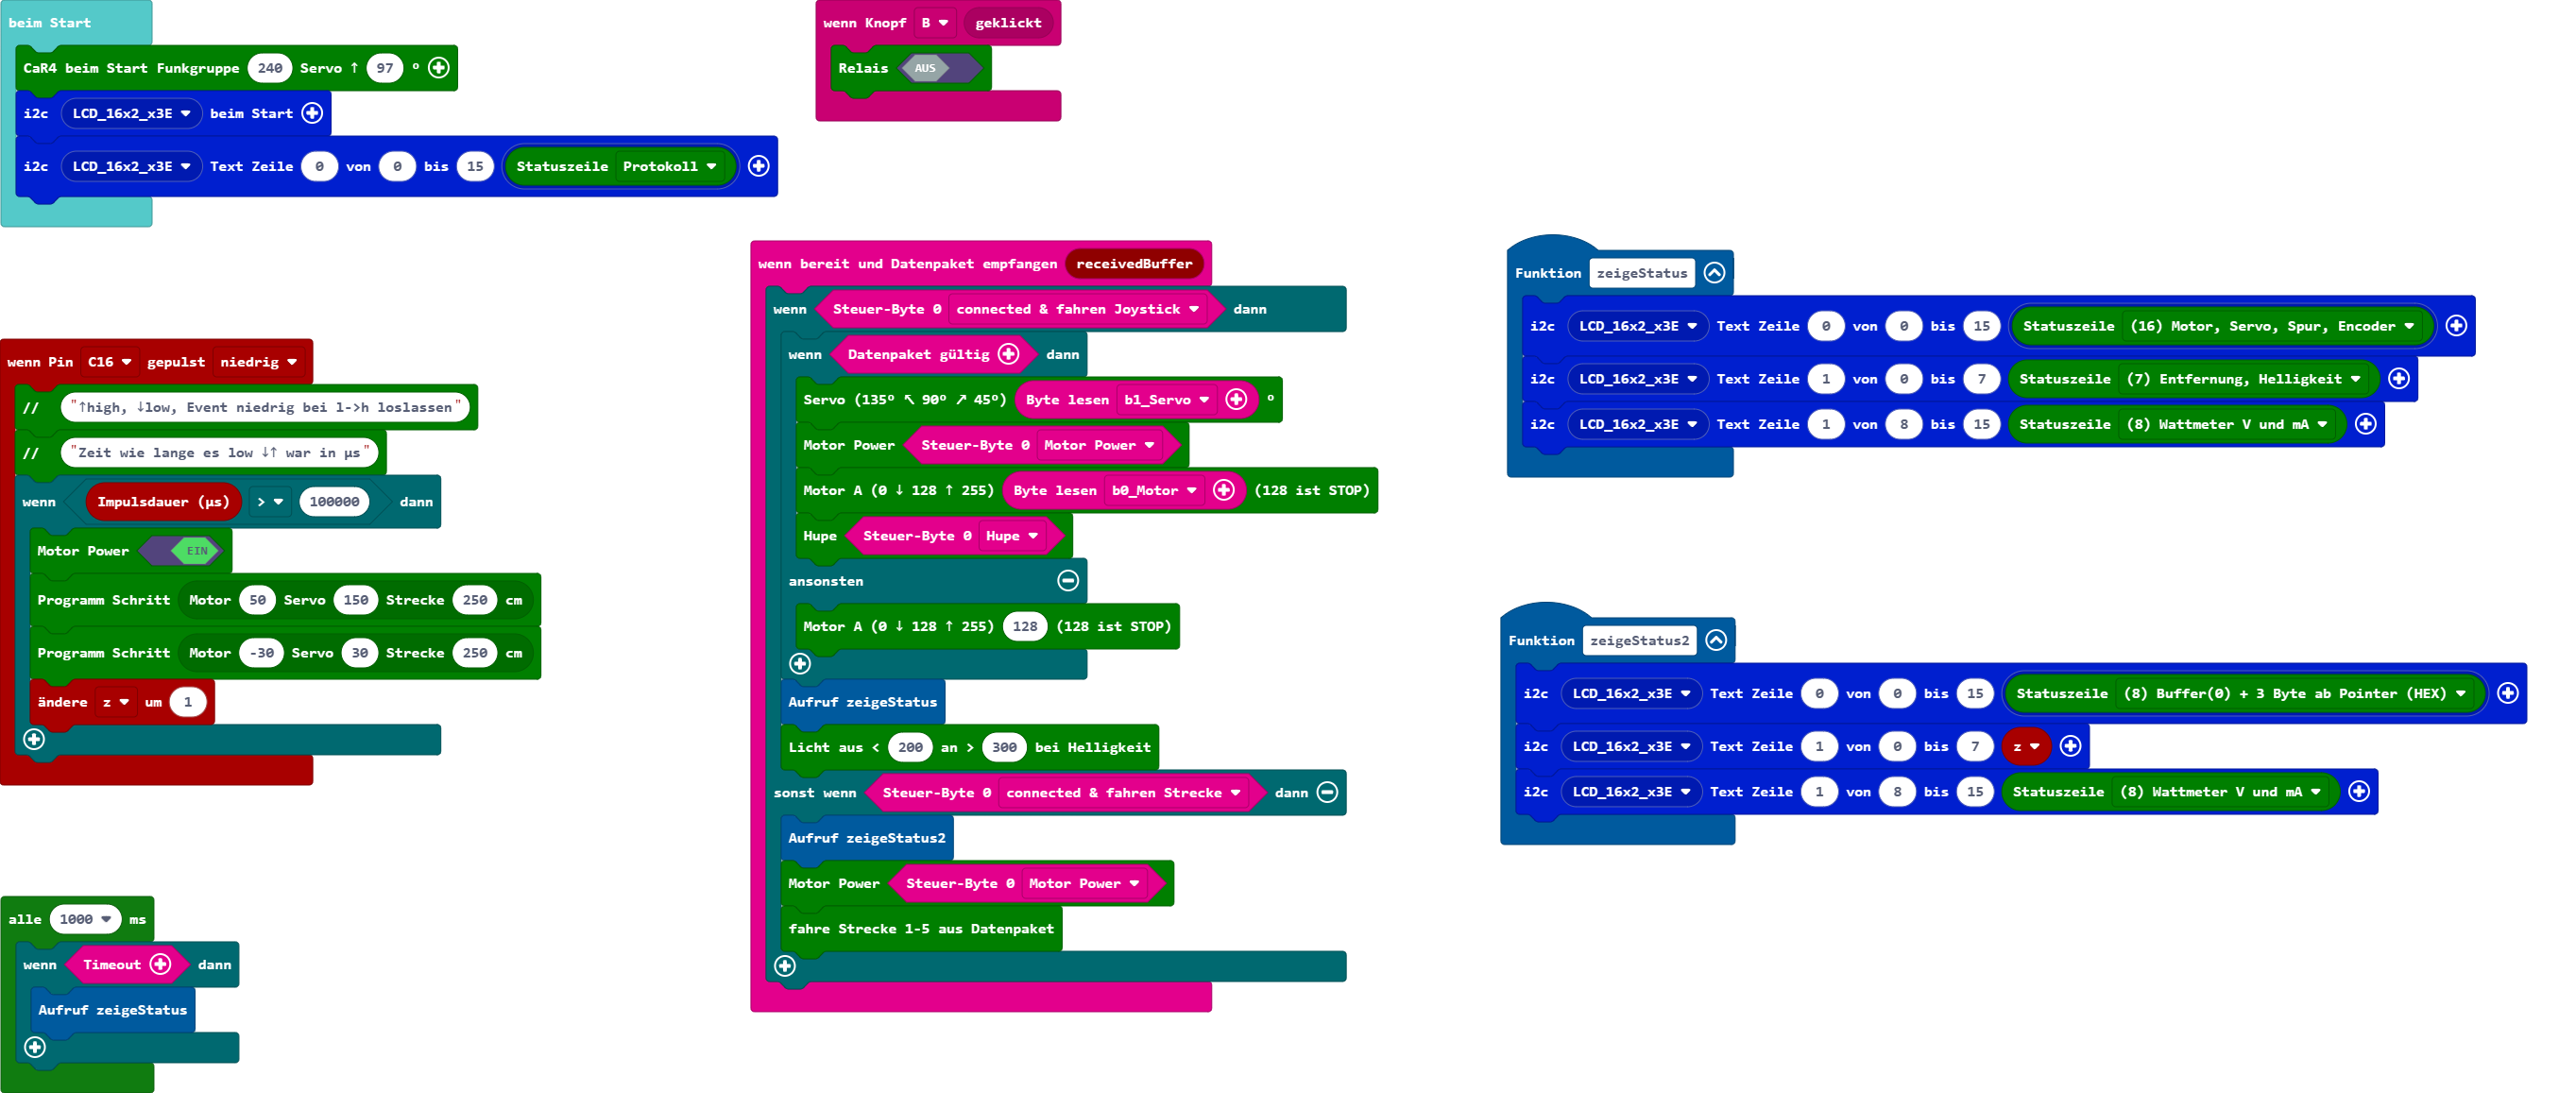 beim Start
CaR4 beim Start Funkgruppe 240 Servo ↑ 97 °
i2c LCD_16x2_x3E beim Start
i2c LCD_16x2_x3E Text Zeile 0 von 0 bis 15 Statuszeile Protokoll
wenn Knopf B geklickt
Relais AUS
wenn Pin C16 gepulst niedrig
// "↑high, ↓low, Event niedrig bei l->h loslassen"
// "Zeit wie lange es low ↓↑ war in µs"
wenn Impulsdauer (µs) > 100000 dann
Motor Power EIN
Programm Schritt Motor 50 Servo 150 Strecke 250 cm
Programm Schritt Motor -30 Servo 30 Strecke 250 cm
ändere z um 1
alle 1000 ms
wenn Timeout dann
Aufruf zeigeStatus
wenn bereit und Datenpaket empfangen receivedBuffer
wenn Steuer-Byte 0 connected & fahren Joystick dann
wenn Datenpaket gültig dann
Servo (135° ↖ 90° ↗ 45°) Byte lesen b1_Servo °
Motor Power Steuer-Byte 0 Motor Power
Motor A (0 ↓ 128 ↑ 255) Byte lesen b0_Motor (128 ist STOP)
Hupe Steuer-Byte 0 Hupe
ansonsten
Motor A (0 ↓ 128 ↑ 255) 128 (128 ist STOP)
Aufruf zeigeStatus
Licht aus < 200 an > 300 bei Helligkeit
sonst wenn Steuer-Byte 0 connected & fahren Strecke dann
Aufruf zeigeStatus2
Motor Power Steuer-Byte 0 Motor Power
fahre Strecke 1-5 aus Datenpaket
Funktion zeigeStatus
i2c LCD_16x2_x3E Text Zeile 0 von 0 bis 15 Statuszeile (16) Motor, Servo, Spur, Encoder
i2c LCD_16x2_x3E Text Zeile 1 von 0 bis 7 Statuszeile (7) Entfernung, Helligkeit
i2c LCD_16x2_x3E Text Zeile 1 von 8 bis 15 Statuszeile (8) Wattmeter V und mA
Funktion zeigeStatus2
i2c LCD_16x2_x3E Text Zeile 0 von 0 bis 15 Statuszeile (8) Buffer(0) + 3 Byte ab Pointer (HEX)
i2c LCD_16x2_x3E Text Zeile 1 von 0 bis 7 z
i2c LCD_16x2_x3E Text Zeile 1 von 8 bis 15 Statuszeile (8) Wattmeter V und mA